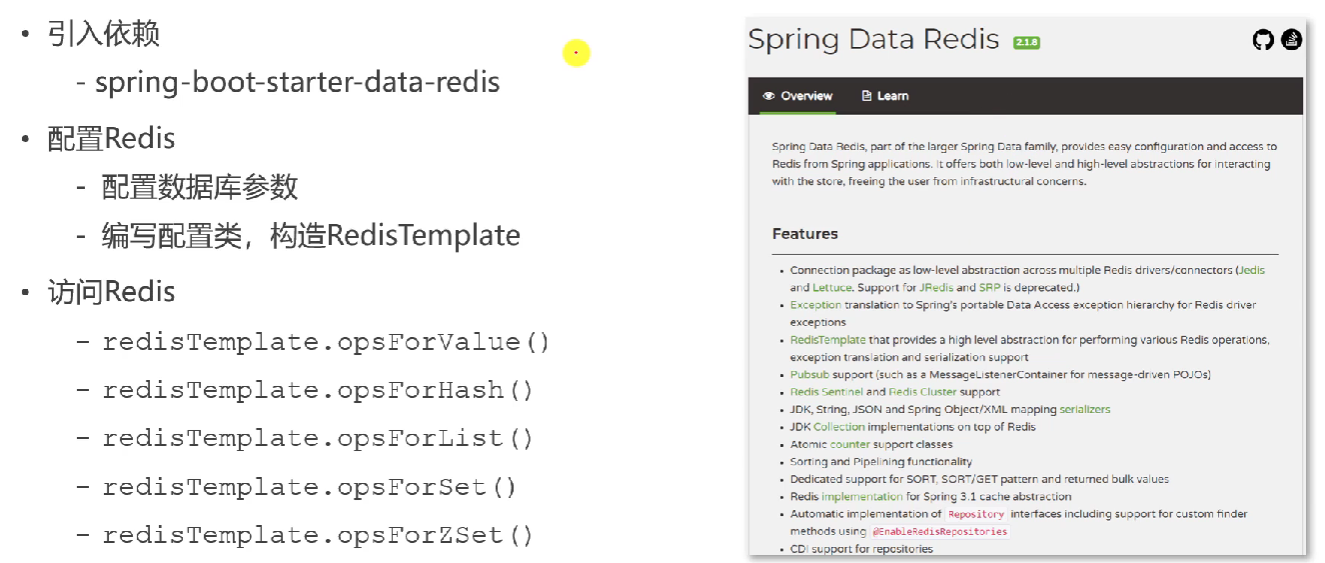 • 引入依赖
- spring-boot-starter-data-redis
• 配置Redis
- 配置数据库参数
- 编写配置类，构造RedisTemplate
• 访问Redis
- redisTemplate.opsForValue()
- redisTemplate.opsForHash()
- redisTemplate.opsForList()
- redisTemplate.opsForSet()
- redisTemplate.opsForZSet()
Spring Data Redis 2.1.8
Overview Learn
Spring Data Redis, part of the larger Spring Data family, provides easy configuration and access to
Redis from Spring applications. It offers both low-level and high-level abstractions for interacting
with the store, freeing the user from infrastructural concerns.
Features
• Connection package as low-level abstraction across multiple Redis drivers/connectors (Jedis
and Lettuce. Support for JRedis and SRP is deprecated.)
• Exception translation to Spring's portable Data Access exception hierarchy for Redis driver
exceptions
• RedisTemplate that provides a high level abstraction for performing various Redis operations,
exception translation and serialization support
• Pubsub support (such as a MessageListenerContainer for message-driven POJOs)
• Redis Sentinel and Redis Cluster support
• JDK, String, JSON and Spring Object/XML mapping serializers
• JDK Collection implementations on top of Redis
• Atomic counter support classes
• Sorting and Pipelining functionality
• Dedicated support for SORT, SORT/GET pattern and returned bulk values
• Redis implementation for Spring 3.1 cache abstraction
• Automatic implementation of Repository interfaces including support for custom finder
methods using @EnableRedisRepositories
• CDI support for repositories